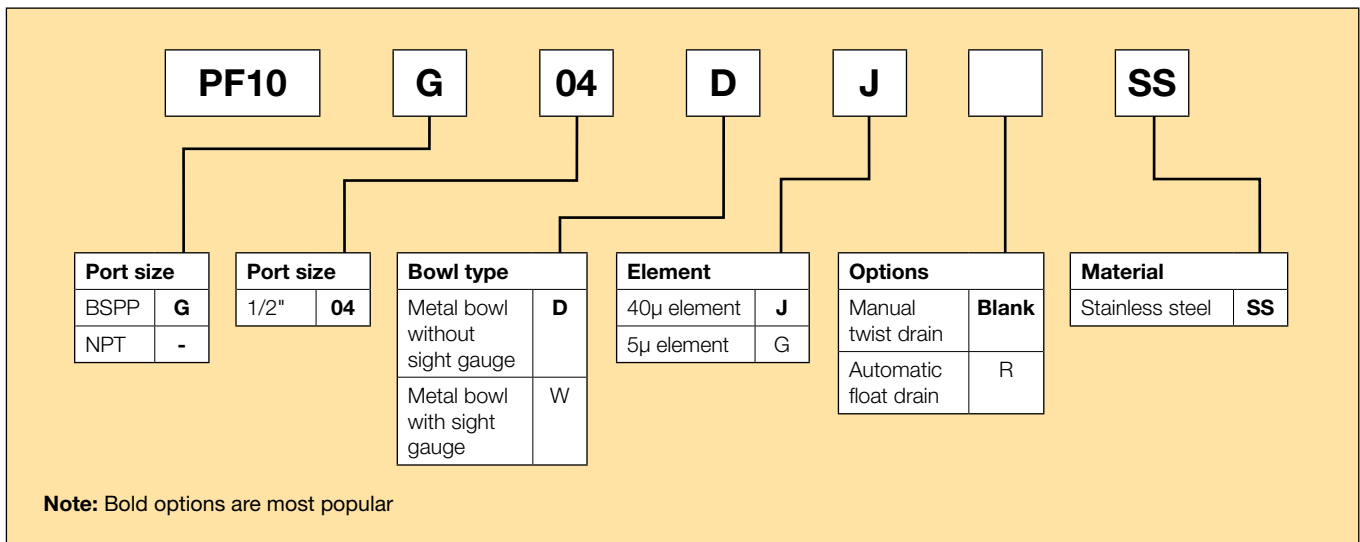 PF10 G 04 D J SS
Port size
BSPP G
NPT -
Port size
1/2" 04
Bowl type
Metal bowl D
without
sight gauge
Metal bowl W
with sight
gauge
Element
40µ element J
5µ element G
Options
Manual Blank
twist drain
Automatic R
float drain
Material
Stainless steel SS
Note: Bold options are most popular